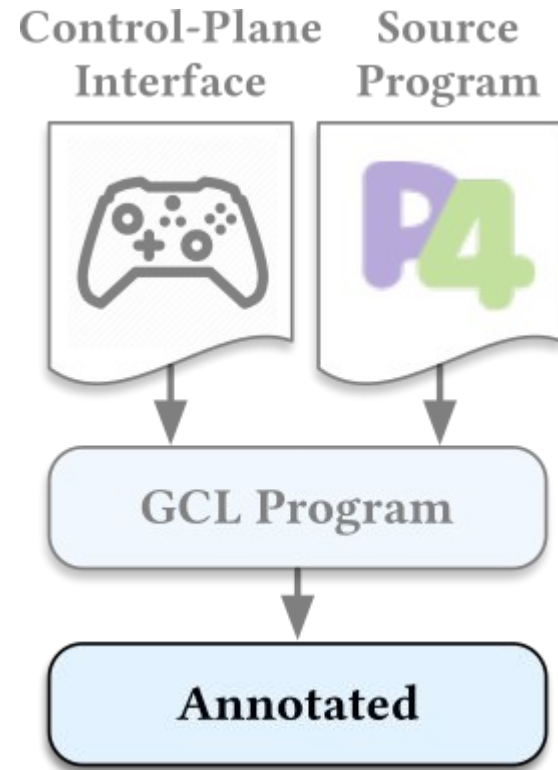 Control-Plane
Interface
Source
Program
P4
GCL Program
Annotated